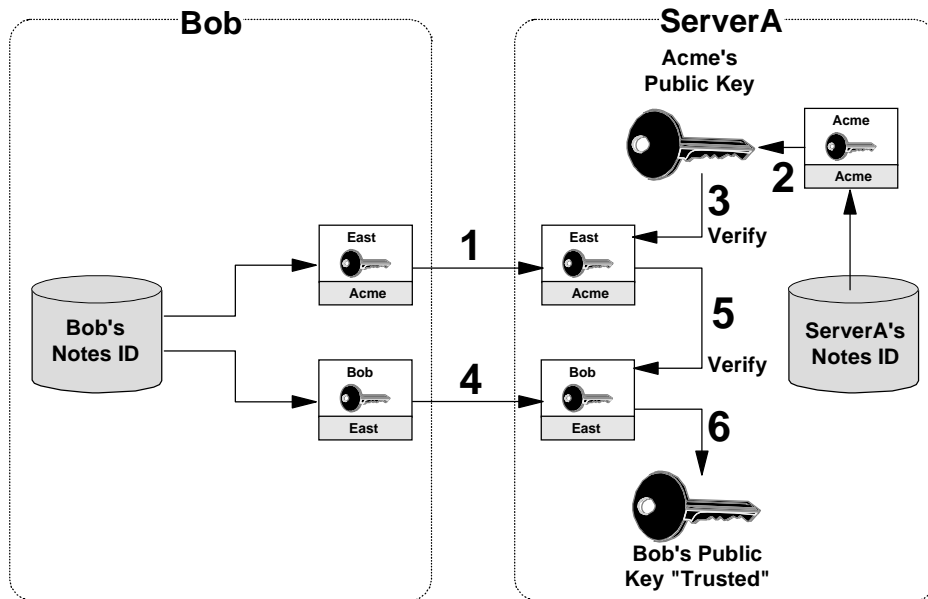 Bob
ServerA
Acme's
Public Key
Acme
Acme
2
3
Verify
East
Acme
1
East
Acme
Bob's
Notes ID
5
ServerA's
Notes ID
Bob
East
4
Verify
Bob
East
6
Bob's Public
Key "Trusted"